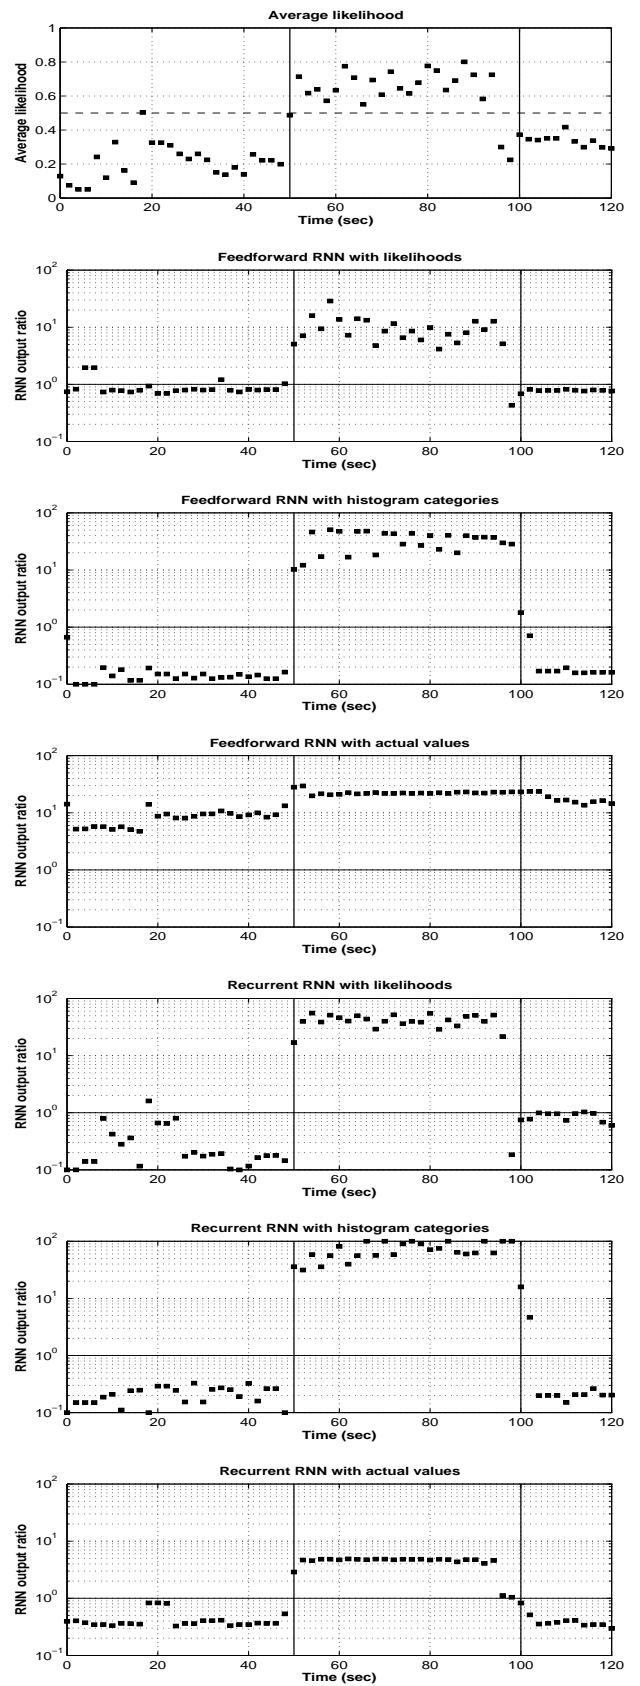 Average likelihood
1
0.8
0.6
0.4
0.2
0
Average likelihood
0 20 40 60 80 100 120
Time (sec)
Feedforward RNN with likelihoods
10^2
10^1
10^0
10^-1
RNN output ratio
0 20 40 60 80 100 120
Time (sec)
Feedforward RNN with histogram categories
10^2
10^1
10^0
10^-1
RNN output ratio
0 20 40 60 80 100 120
Time (sec)
Feedforward RNN with actual values
10^2
10^1
10^0
10^-1
RNN output ratio
0 20 40 60 80 100 120
Time (sec)
Recurrent RNN with likelihoods
10^2
10^1
10^0
10^-1
RNN output ratio
0 20 40 60 80 100 120
Time (sec)
Recurrent RNN with histogram categories
10^2
10^1
10^0
10^-1
RNN output ratio
0 20 40 60 80 100 120
Time (sec)
Recurrent RNN with actual values
10^2
10^1
10^0
10^-1
RNN output ratio
0 20 40 60 80 100 120
Time (sec)